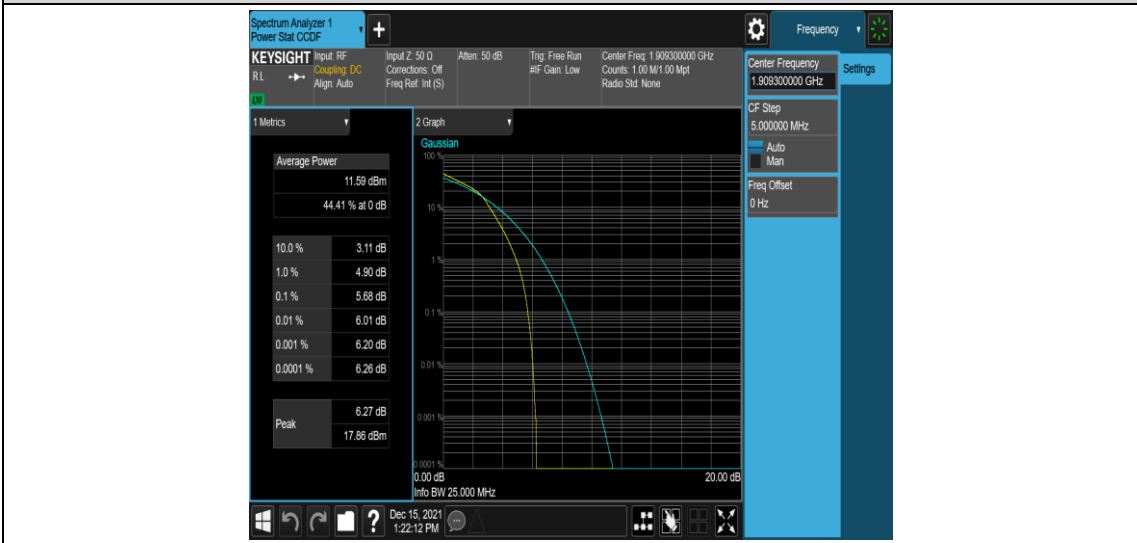 Spectrum Analyzer 1
Power Stat CCDF
+
Frequency
KEYSIGHT
Input: RF
Coupling: DC
Align: Auto
RL
LXI
Input Z: 50 Ω
Corrections: Off
Freq Ref: Int (S)
Atten: 50 dB
Trig: Free Run
#IF Gain: Low
Center Freq: 1.909300000 GHz
Counts: 1.00 M/1.00 Mpt
Radio Std: None
Center Frequency
1.909300000 GHz
Settings
CF Step
5.000000 MHz
Auto
Man
Freq Offset
0 Hz
1 Metrics
Average Power
11.59 dBm
44.41 % at 0 dB
10.0 % 3.11 dB
1.0 % 4.90 dB
0.1 % 5.68 dB
0.01 % 6.01 dB
0.001 % 6.20 dB
0.0001 % 6.26 dB
Peak
6.27 dB
17.86 dBm
2 Graph
Gaussian
100 %
10 %
1 %
0.1 %
0.01 %
0.001 %
0.0001 %
0.00 dB 20.00 dB
Info BW 25.000 MHz
?
Dec 15, 2021
1:22:12 PM